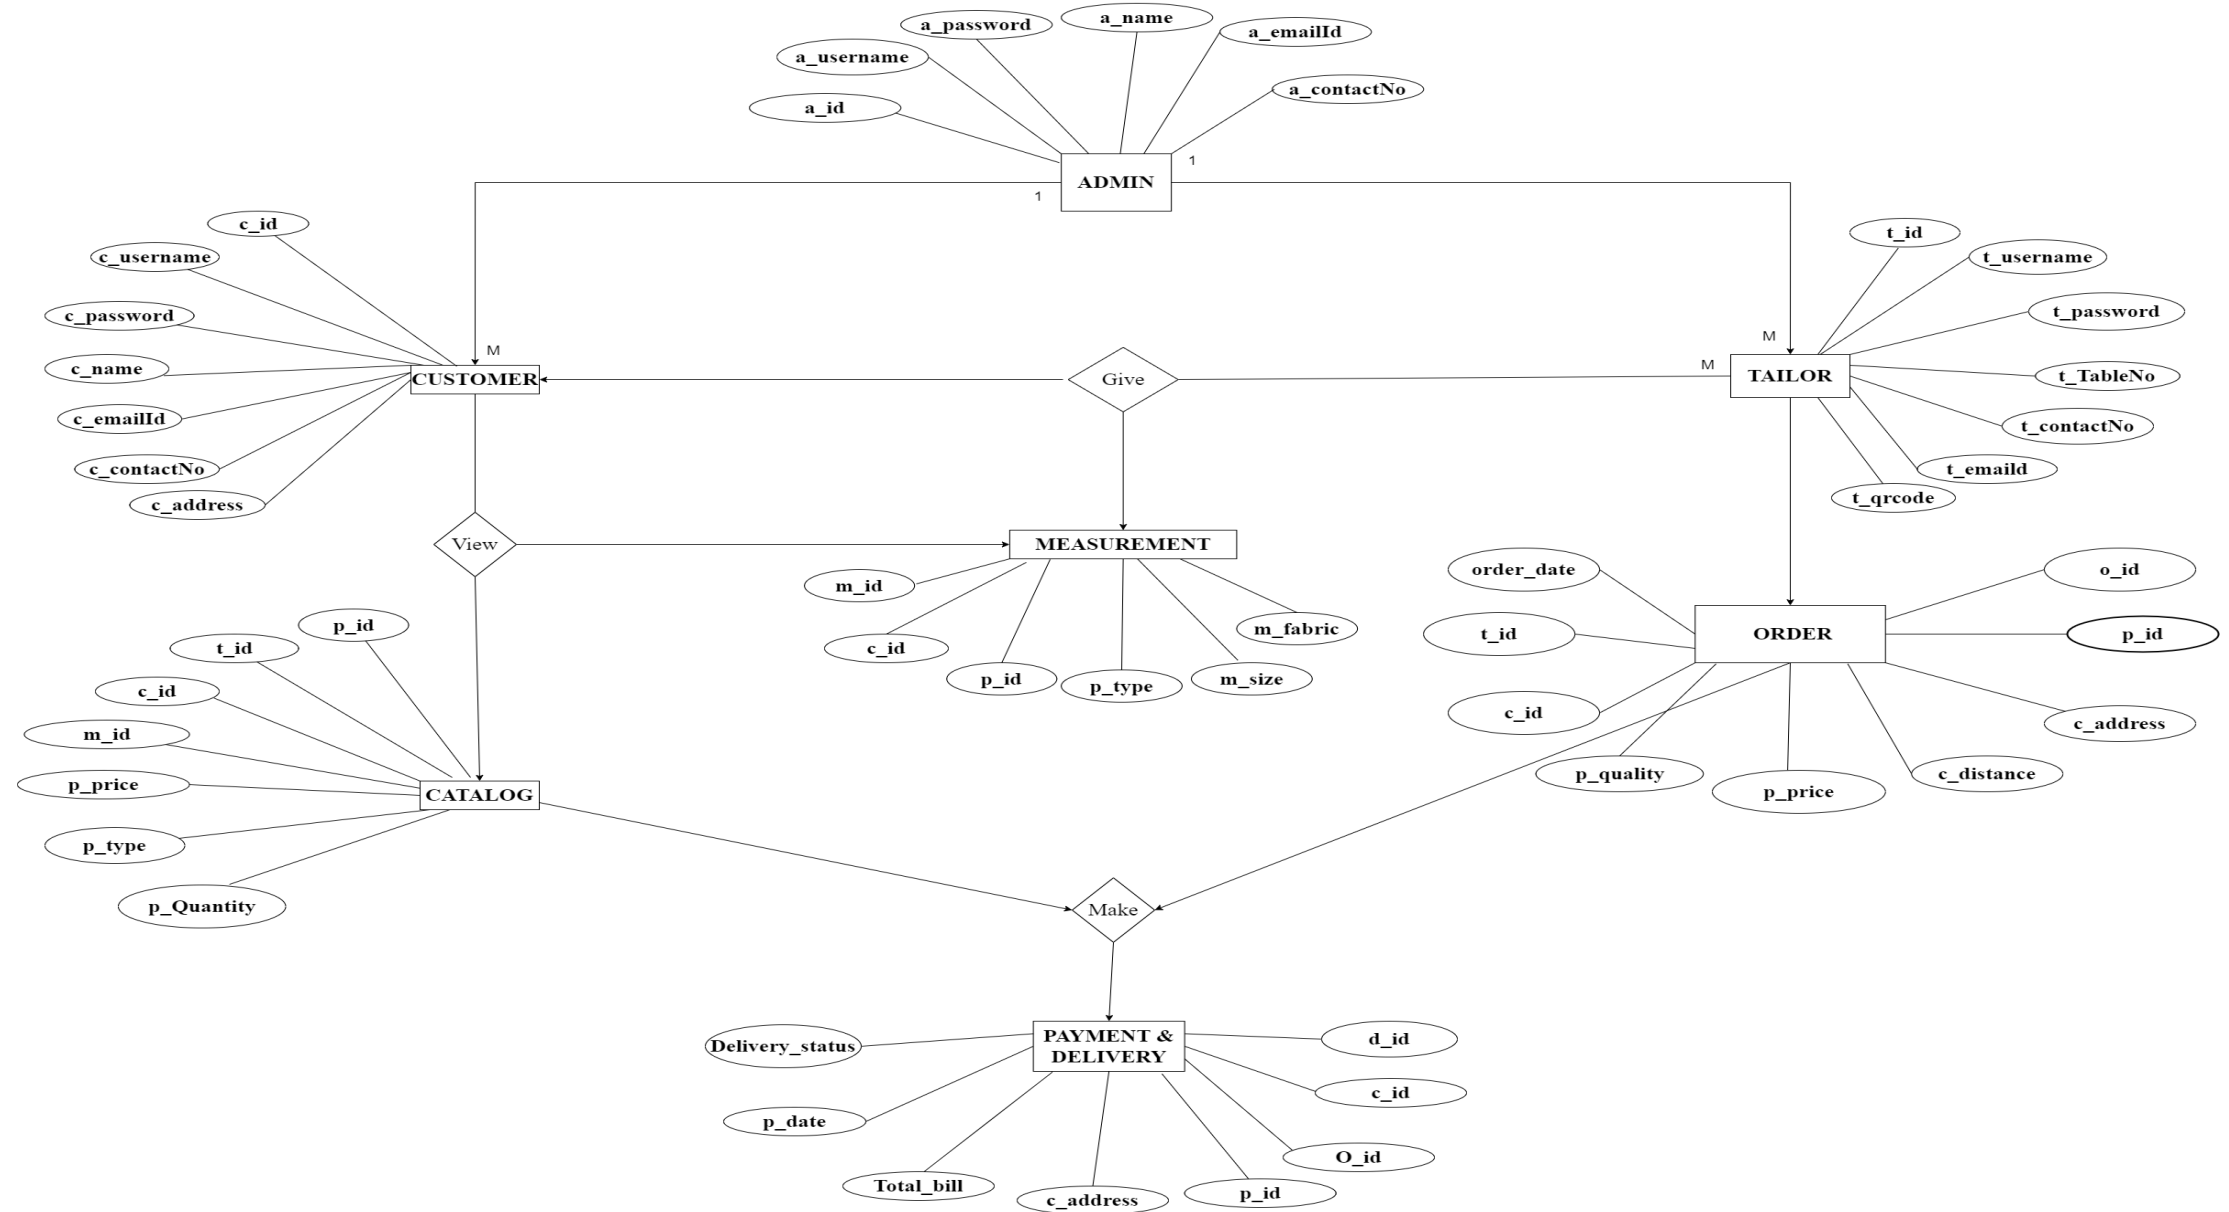 a_password
a_name
a_emailId
a_username
a_contactNo
a_id
1
ADMIN
1
c_id
c_username
c_password
c_name
c_emailId
c_contactNo
c_address
M
CUSTOMER
Give
M
M
TAILOR
t_id
t_username
t_password
t_TableNo
t_contactNo
t_emaild
t_qrcode
View
MEASUREMENT
m_id
c_id
p_id
p_type
m_size
m_fabric
order_date
t_id
c_id
p_quality
p_price
c_distance
c_address
p_id
o_id
ORDER
p_id
t_id
c_id
m_id
p_price
p_type
p_Quantity
CATALOG
Make
PAYMENT &
DELIVERY
Delivery_status
p_date
Total_bill
c_address
p_id
O_id
c_id
d_id